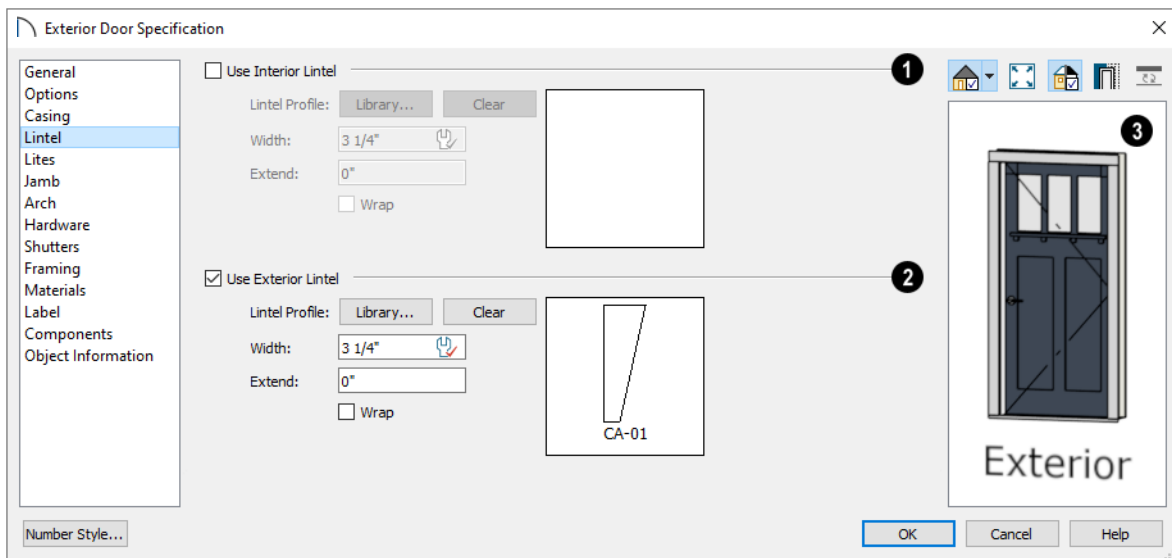 Exterior Door Specification
General
Options
Casing
Lintel
Lites
Jamb
Arch
Hardware
Shutters
Framing
Materials
Label
Components
Object Information
Use Interior Lintel
1
Lintel Profile: Library... Clear
Width: 3 1/4"
Extend: 0"
Wrap
Use Exterior Lintel
2
Lintel Profile: Library... Clear
Width: 3 1/4"
Extend: 0"
Wrap
CA-01
3
Exterior
Number Style...
OK Cancel Help